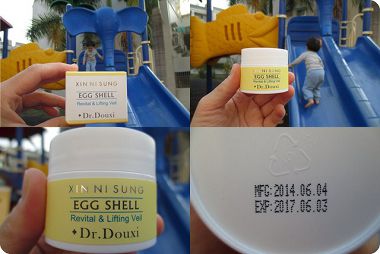 XIN NI SUNG
EGG SHELL
Revital & Lifting Veil
Dr.Douxi
XIN NI SUNG
EGG SHELL
Revital & Lifting Veil
Dr.Douxi
XIN NI SUNG
EGG SHELL
Revital & Lifting Veil
Dr.Douxi
MFG:2014.06.04
EXP:2017.06.03